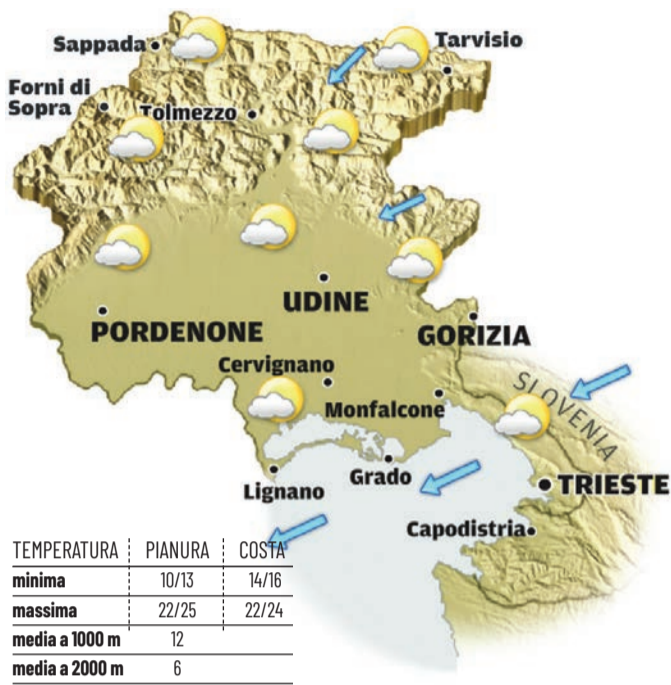 Sappada
Tarvisio
Forni di
Sopra
Tolmezzo
UDINE
PORDENONE
GORIZIA
Cervignano
SLOVENIA
Monfalcone
Grado
Lignano
TRIESTE
Capodistria
TEMPERATURA PIANURA COSTA
minima 10/13 14/16
massima 22/25 22/24
media a 1000 m 12
media a 2000 m 6